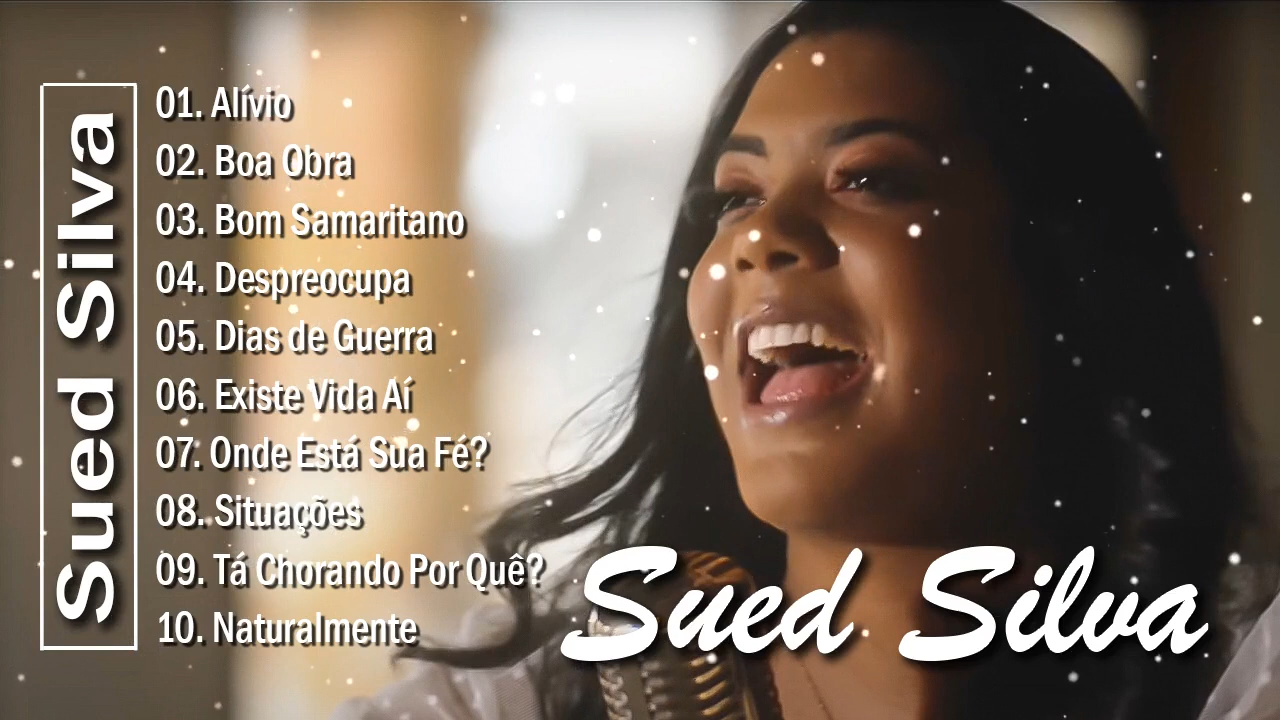 Sued Silva
01. Alívio
02. Boa Obra
03. Bom Samaritano
04. Despreocupa
05. Dias de Guerra
06. Existe Vida Aí
07. Onde Está Sua Fé?
08. Situações
09. Tá Chorando Por Quê?
10. Naturalmente
Sued Silva